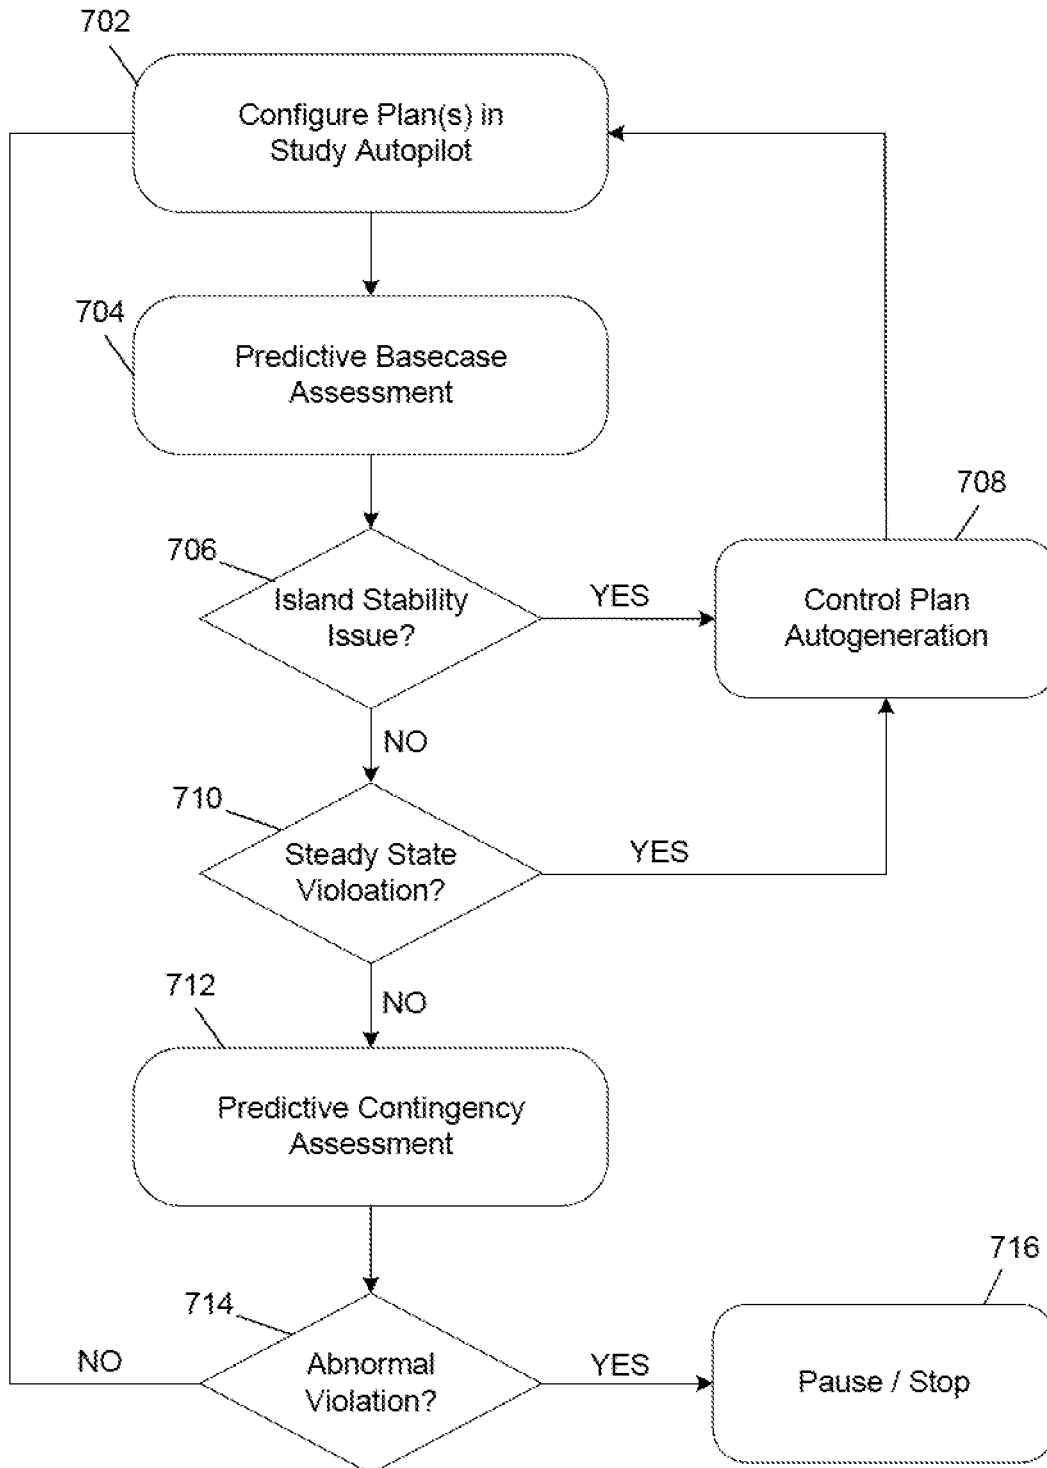 702
Configure Plan(s) in
Study Autopilot
704
Predictive Basecase
Assessment
706
Island Stability
Issue?
YES
708
Control Plan
Autogeneration
NO
710
Steady State
Violoation?
YES
NO
712
Predictive Contingency
Assessment
714
Abnormal
Violation?
NO
YES
716
Pause / Stop